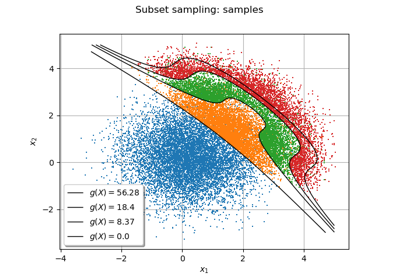 Subset sampling: samples
4
2
0
−2
x₂
g(X) = 56.28
g(X) = 18.4
g(X) = 8.37
g(X) = 0.0
−4 −2 0 2 4
x₁